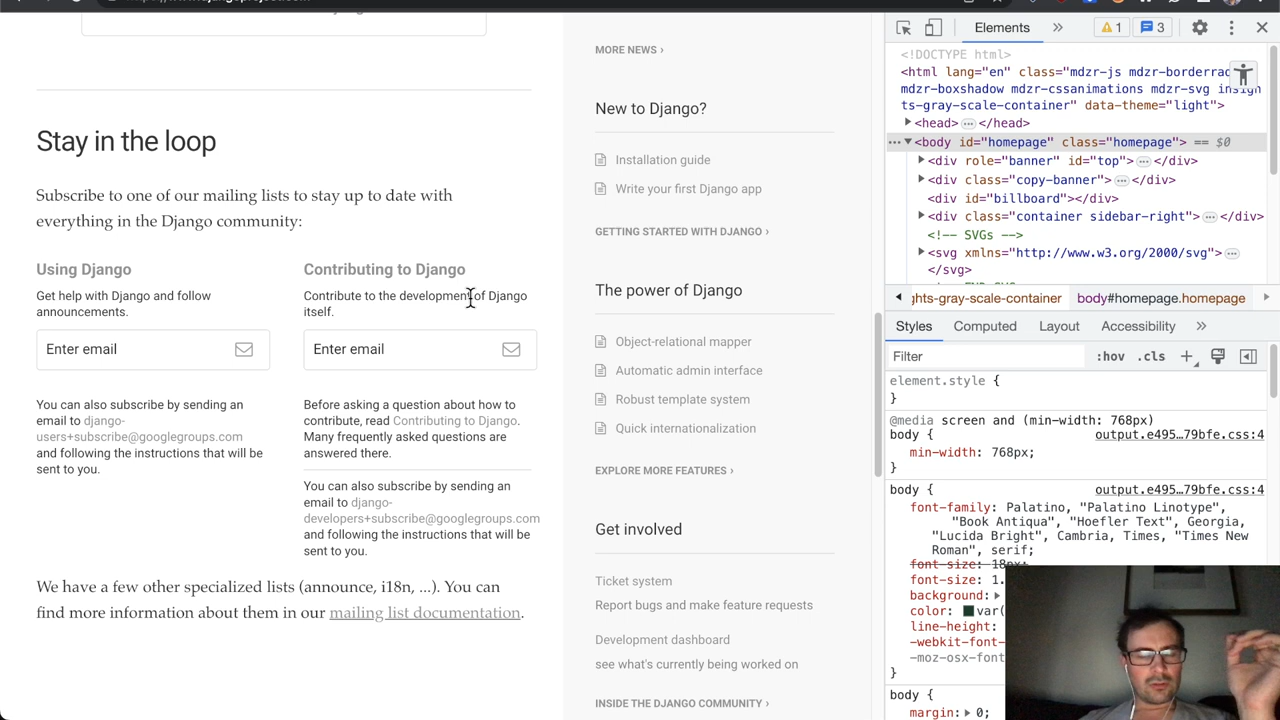 MORE NEWS ›
Stay in the loop
Subscribe to one of our mailing lists to stay up to date with
everything in the Django community:
Using Django
Get help with Django and follow
announcements.
Enter email
You can also subscribe by sending an
email to django-
users+subscribe@googlegroups.com
and following the instructions that will be
sent to you.
Contributing to Django
Contribute to the development of Django
itself.
Enter email
Before asking a question about how to
contribute, read Contributing to Django.
Many frequently asked questions are
answered there.
You can also subscribe by sending an
email to django-
developers+subscribe@googlegroups.com
and following the instructions that will be
sent to you.
We have a few other specialized lists (announce, i18n, ...). You can
find more information about them in our mailing list documentation.
New to Django?
Installation guide
Write your first Django app
GETTING STARTED WITH DJANGO ›
The power of Django
Object-relational mapper
Automatic admin interface
Robust template system
Quick internationalization
EXPLORE MORE FEATURES ›
Get involved
Ticket system
Report bugs and make feature requests
Development dashboard
see what's currently being worked on
INSIDE THE DJANGO COMMUNITY ›
Elements » 1 3
<!DOCTYPE html>
<html lang="en" class="mdzr-js mdzr-borderrad
mdzr-boxshadow mdzr-cssanimations mdzr-svg insigh
ts-gray-scale-container" data-theme="light">
<head> … </head>
<body id="homepage" class="homepage"> == $0
<div role="banner" id="top"> … </div>
<div class="copy-banner"> … </div>
<div id="billboard"></div>
<div class="container sidebar-right"> … </div>
<!-- SVGs -->
<svg xmlns="http://www.w3.org/2000/svg"> …
</svg>
ghts-gray-scale-container body#homepage.homepage
Styles Computed Layout Accessibility »
Filter :hov .cls +
element.style {
}
@media screen and (min-width: 768px)
body { output.e495…79bfe.css:4
min-width: 768px;
}
body { output.e495…79bfe.css:4
font-family: Palatino, "Palatino Linotype",
"Book Antiqua", "Hoefler Text", Georgia,
"Lucida Bright", Cambria, Times, "Times New
Roman", serif;
font-size: 18px;
font-size: 1.
background:
color: var(
line-height:
-webkit-font-
-moz-osx-font
}
body {
margin: 0;